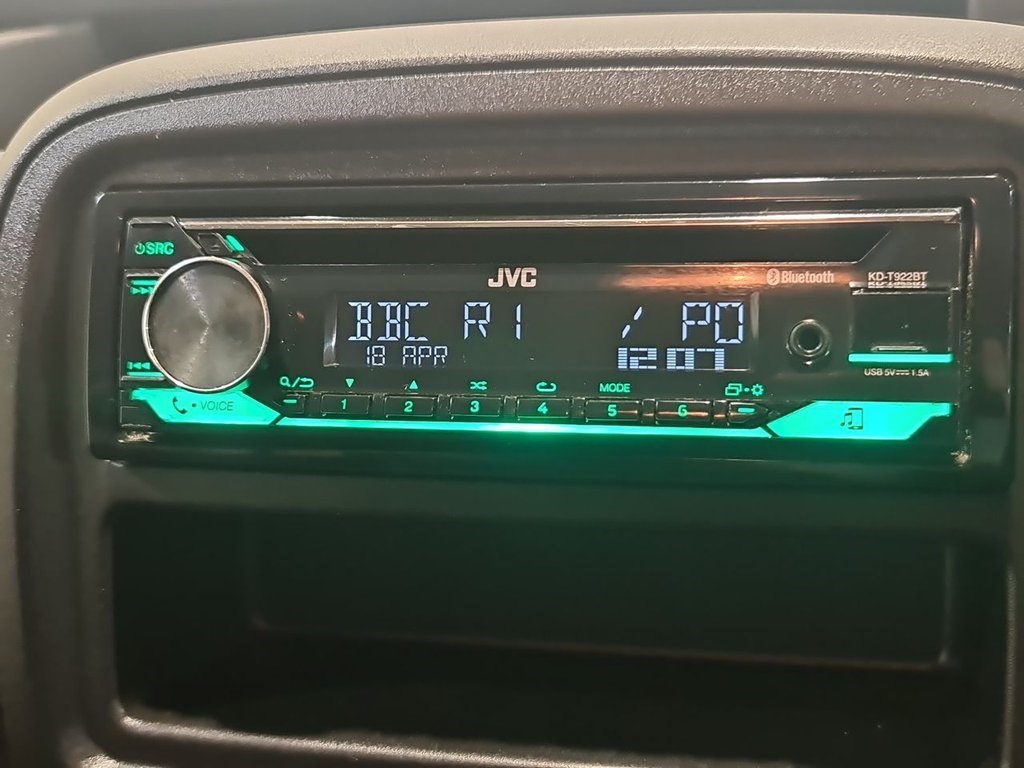 SRC
JVC
Bluetooth
KD-T922BT
BBC R1 / PO
18 APR 12:07
USB 5V 1.5A
MODE
1 2 3 4 5 6
VOICE